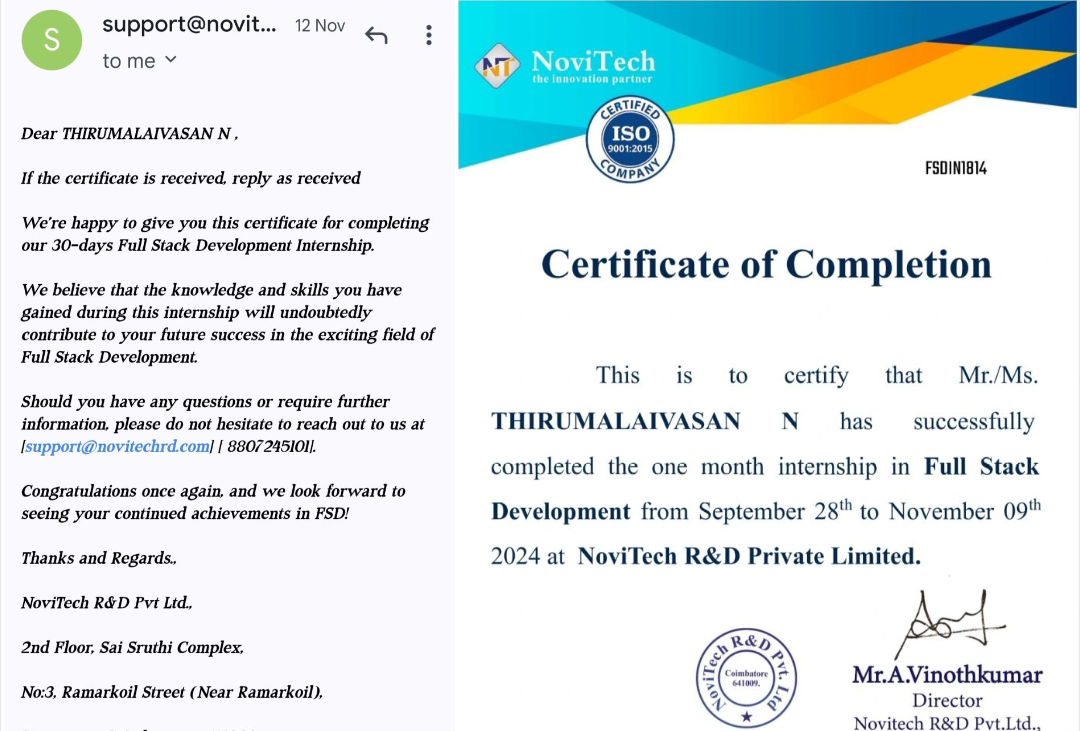 S
support@novit...
12 Nov
to me
Dear THIRUMALAIVASAN N ,
If the certificate is received, reply as received
We're happy to give you this certificate for completing
our 30-days Full Stack Development Internship.
We believe that the knowledge and skills you have
gained during this internship will undoubtedly
contribute to your future success in the exciting field of
Full Stack Development.
Should you have any questions or require further
information, please do not hesitate to reach out to us at
[support@novitechrd.com] | 8807245101].
Congratulations once again, and we look forward to
seeing your continued achievements in FSD!
Thanks and Regards.,
NoviTech R&D Pvt Ltd.,
2nd Floor, Sai Sruthi Complex,
No:3, Ramarkoil Street (Near Ramarkoil),
NT
NoviTech
the innovation partner
CERTIFIED
ISO
9001:2015
COMPANY
FSDIN1814
Certificate of Completion
This is to certify that Mr./Ms.
THIRUMALAIVASAN N has successfully
completed the one month internship in Full Stack
Development from September 28th to November 09th
2024 at NoviTech R&D Private Limited.
NoviTech R&D Pvt. Ltd
Coimbatore
641009.
Mr.A.Vinothkumar
Director
Novitech R&D Pvt.Ltd.,